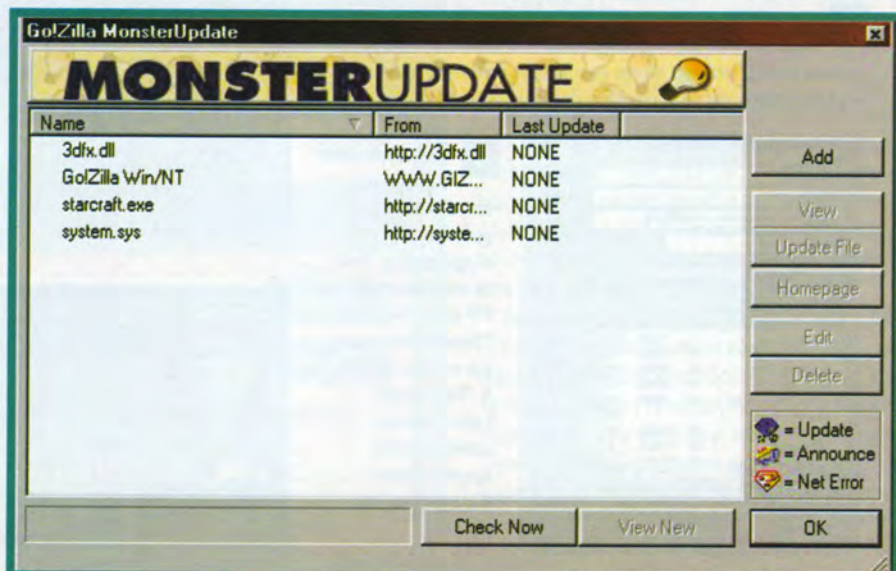 Go!Zilla MonsterUpdate
MONSTERUPDATE
Name From Last Update
3dfx.dll http://3dfx.dll NONE
Go!Zilla Win/NT WWW.GIZ... NONE
starcraft.exe http://starcr... NONE
system.sys http://syste... NONE
Add
View
Update File
Homepage
Edit
Delete
= Update
= Announce
= Net Error
Check Now View New OK